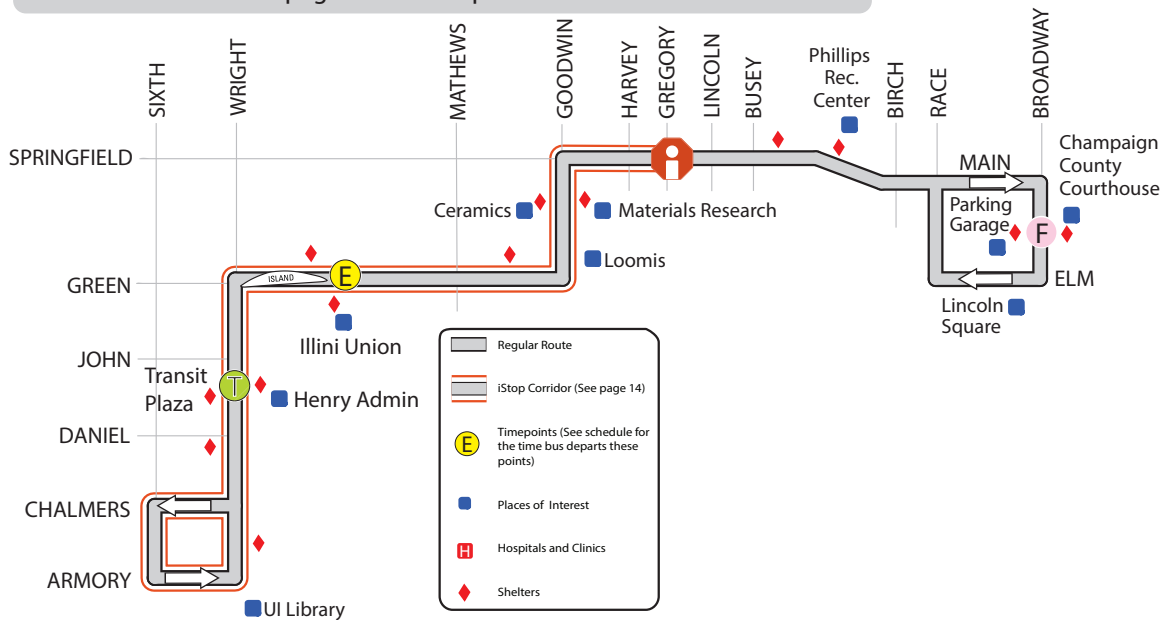 SIXTH
WRIGHT
MATHEWS
GOODWIN
HARVEY
GREGORY
LINCOLN
BUSEY
Phillips
Rec.
Center
BIRCH
RACE
BROADWAY
SPRINGFIELD
MAIN
Champaign
County
Courthouse
Ceramics
Materials Research
Parking
Garage
F
Loomis
GREEN
ISLAND
E
ELM
Lincoln
Square
Illini Union
JOHN
Transit
Plaza
T
Henry Admin
DANIEL
CHALMERS
ARMORY
UI Library
Regular Route
iStop Corridor (See page 14)
E
Timepoints (See schedule for
the time bus departs these
points)
Places of Interest
H
Hospitals and Clinics
Shelters